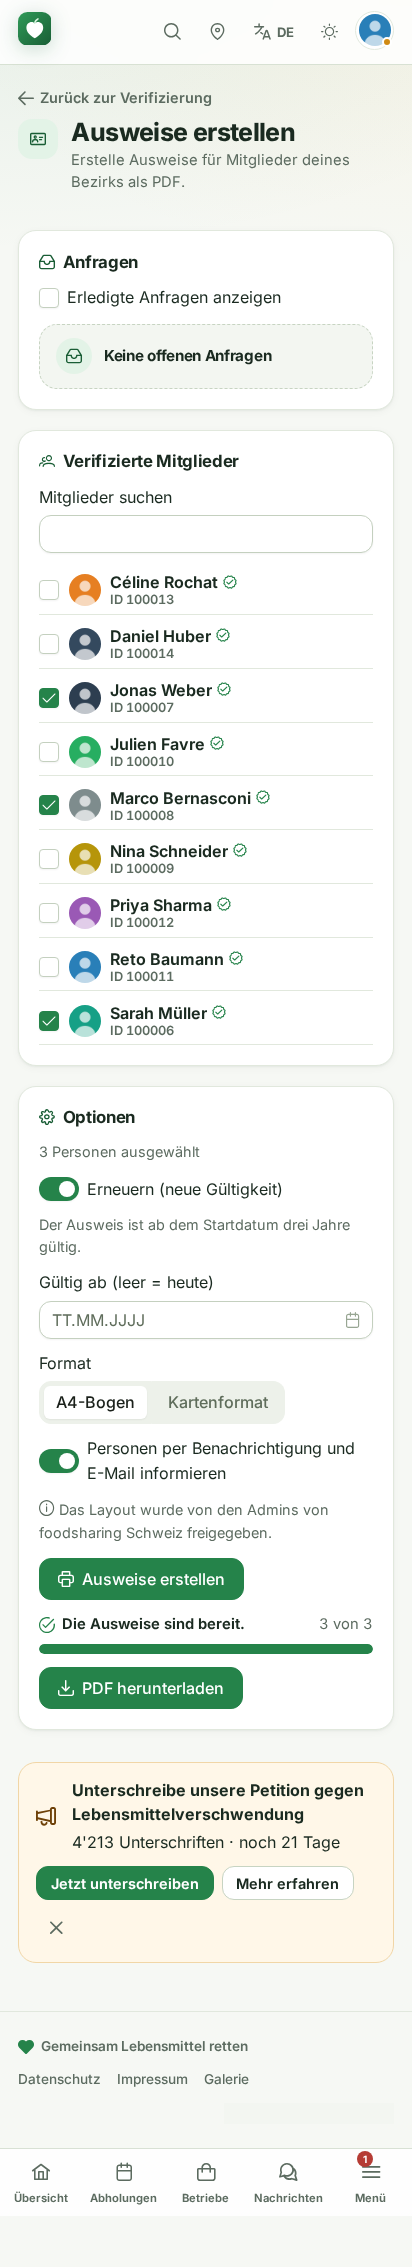 DE
Zurück zur Verifizierung
Ausweise erstellen
Erstelle Ausweise für Mitglieder deines
Bezirks als PDF.
Anfragen
Erledigte Anfragen anzeigen
Keine offenen Anfragen
Verifizierte Mitglieder
Mitglieder suchen
Céline Rochat
ID 100013
Daniel Huber
ID 100014
Jonas Weber
ID 100007
Julien Favre
ID 100010
Marco Bernasconi
ID 100008
Nina Schneider
ID 100009
Priya Sharma
ID 100012
Reto Baumann
ID 100011
Sarah Müller
ID 100006
Optionen
3 Personen ausgewählt
Erneuern (neue Gültigkeit)
Der Ausweis ist ab dem Startdatum drei Jahre
gültig.
Gültig ab (leer = heute)
TT.MM.JJJJ
Format
A4-Bogen Kartenformat
Personen per Benachrichtigung und
E-Mail informieren
Das Layout wurde von den Admins von
foodsharing Schweiz freigegeben.
Ausweise erstellen
Die Ausweise sind bereit. 3 von 3
PDF herunterladen
Unterschreibe unsere Petition gegen
Lebensmittelverschwendung
4'213 Unterschriften · noch 21 Tage
Jetzt unterschreiben Mehr erfahren
Gemeinsam Lebensmittel retten
Datenschutz Impressum Galerie
1
Übersicht Abholungen Betriebe Nachrichten Menü